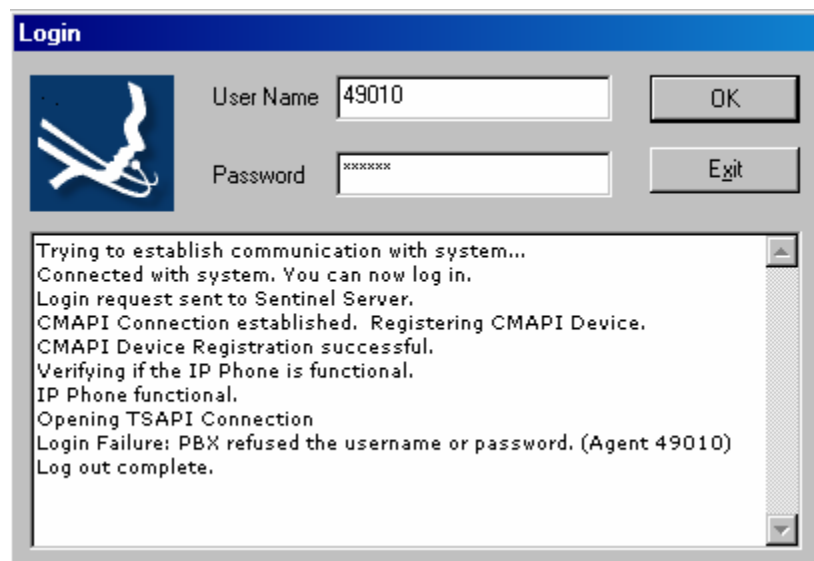 Login
User Name 49010 OK
Password ****** Exit
Trying to establish communication with system...
Connected with system. You can now log in.
Login request sent to Sentinel Server.
CMAPI Connection established.  Registering CMAPI Device.
CMAPI Device Registration successful.
Verifying if the IP Phone is functional.
IP Phone functional.
Opening TSAPI Connection
Login Failure: PBX refused the username or password. (Agent 49010)
Log out complete.